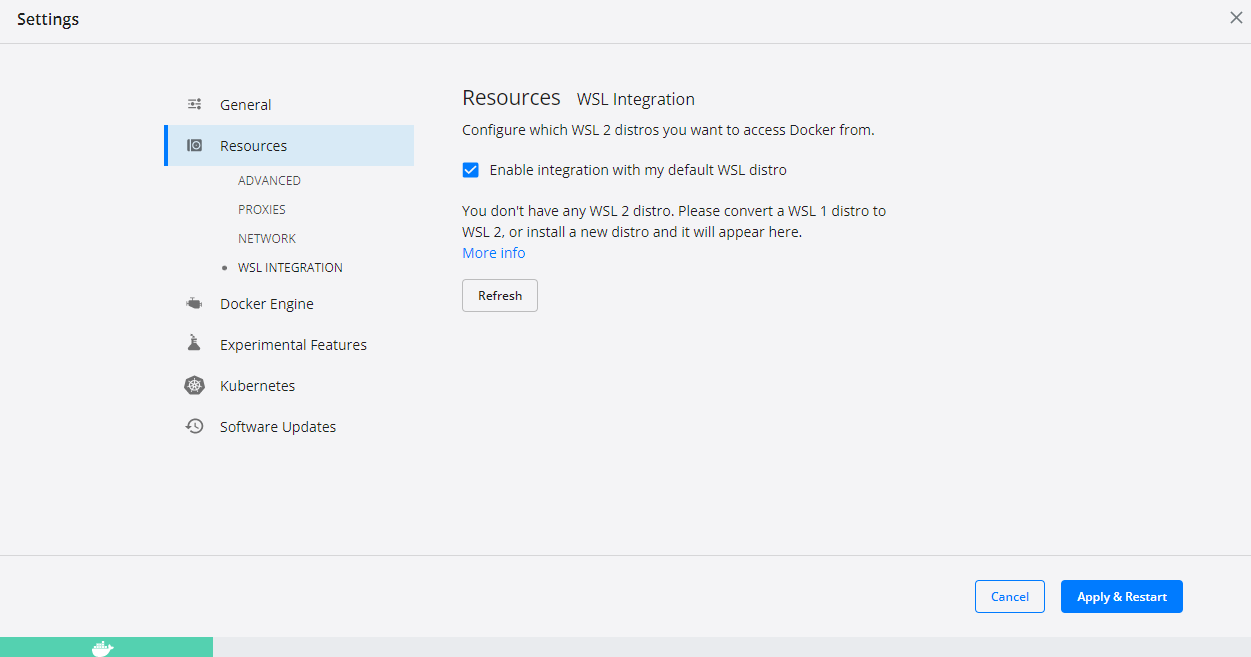 Settings
General
Resources
ADVANCED
PROXIES
NETWORK
WSL INTEGRATION
Docker Engine
Experimental Features
Kubernetes
Software Updates
Resources WSL Integration
Configure which WSL 2 distros you want to access Docker from.
Enable integration with my default WSL distro
You don't have any WSL 2 distro. Please convert a WSL 1 distro to
WSL 2, or install a new distro and it will appear here.
More info
Refresh
Cancel
Apply & Restart